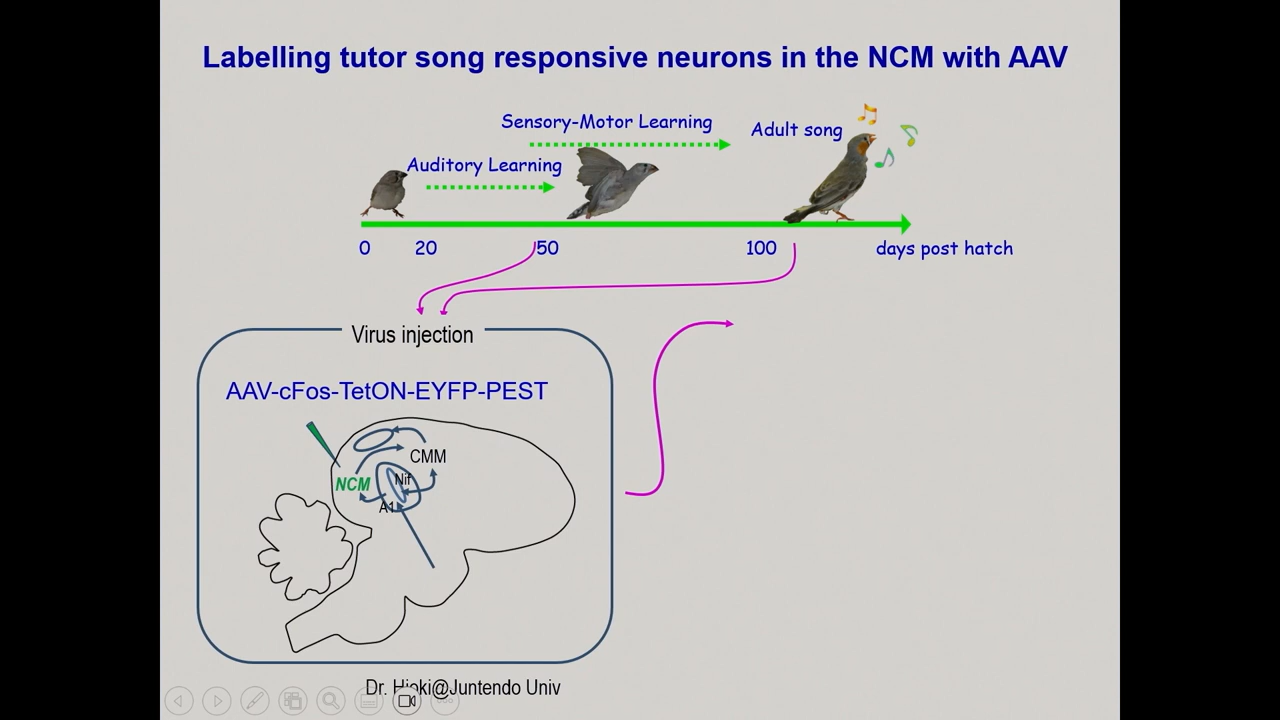 Labelling tutor song responsive neurons in the NCM with AAV
Sensory-Motor Learning
Adult song
Auditory Learning
0 20 50 100 days post hatch
Virus injection
AAV-cFos-TetON-EYFP-PEST
CMM
NCM
Nif
A1
Dr. Hioki@Juntendo Univ